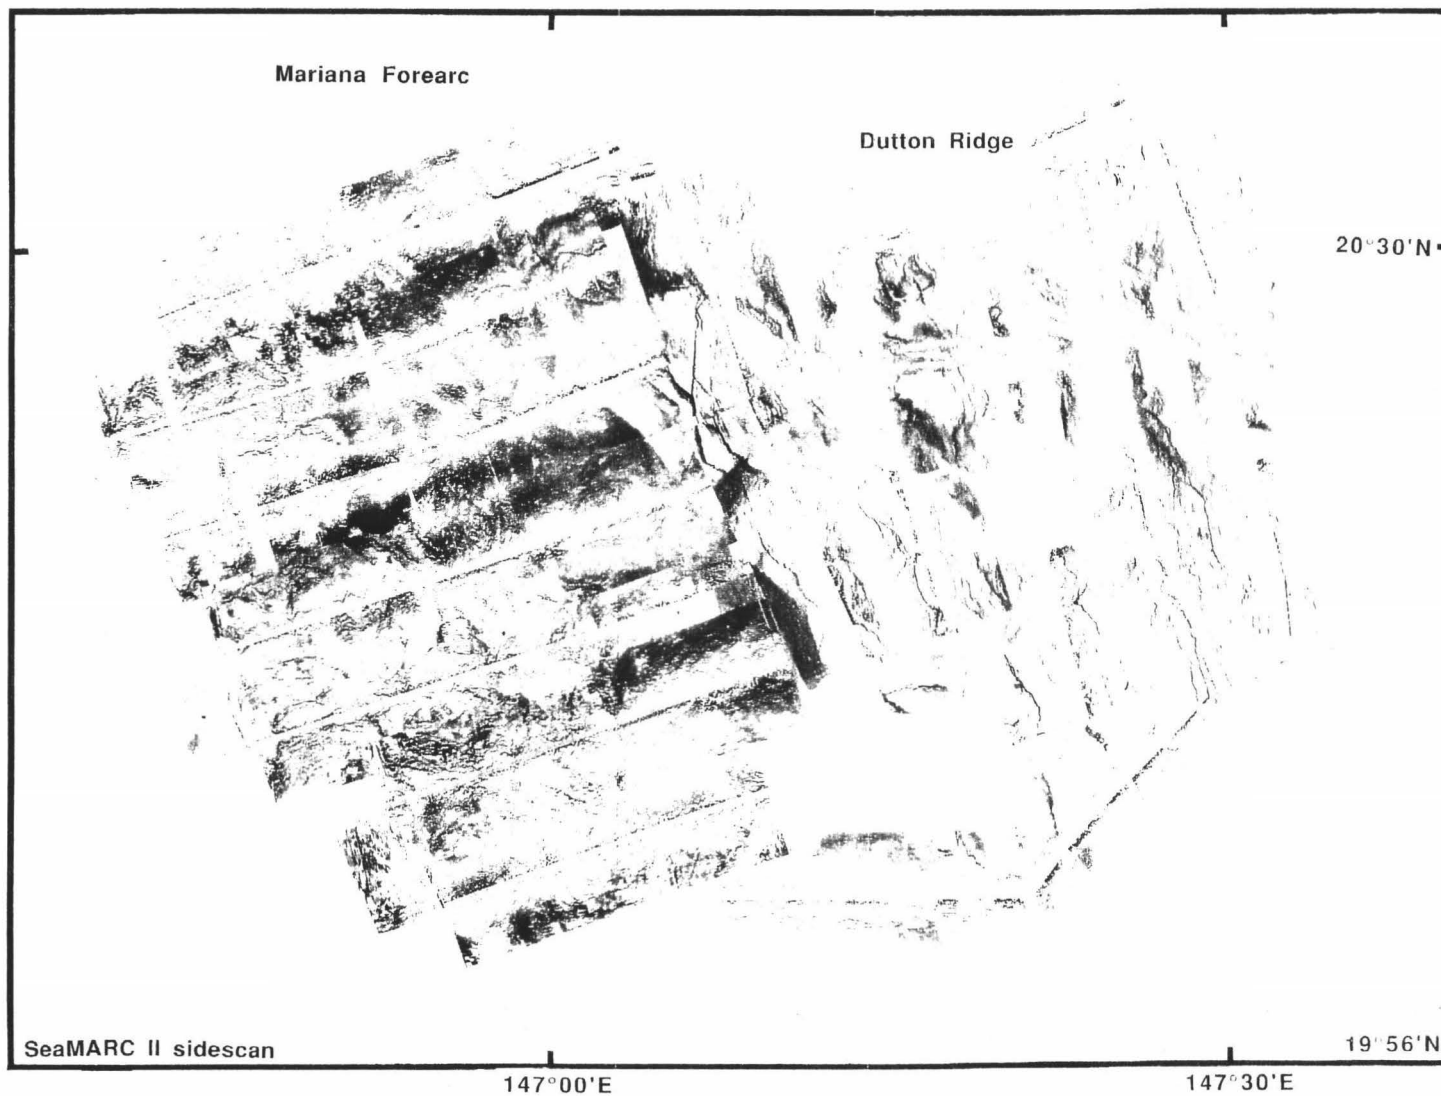 Mariana Forearc
Dutton Ridge
20°30'N
SeaMARC II sidescan
19°56'N
147°00'E
147°30'E